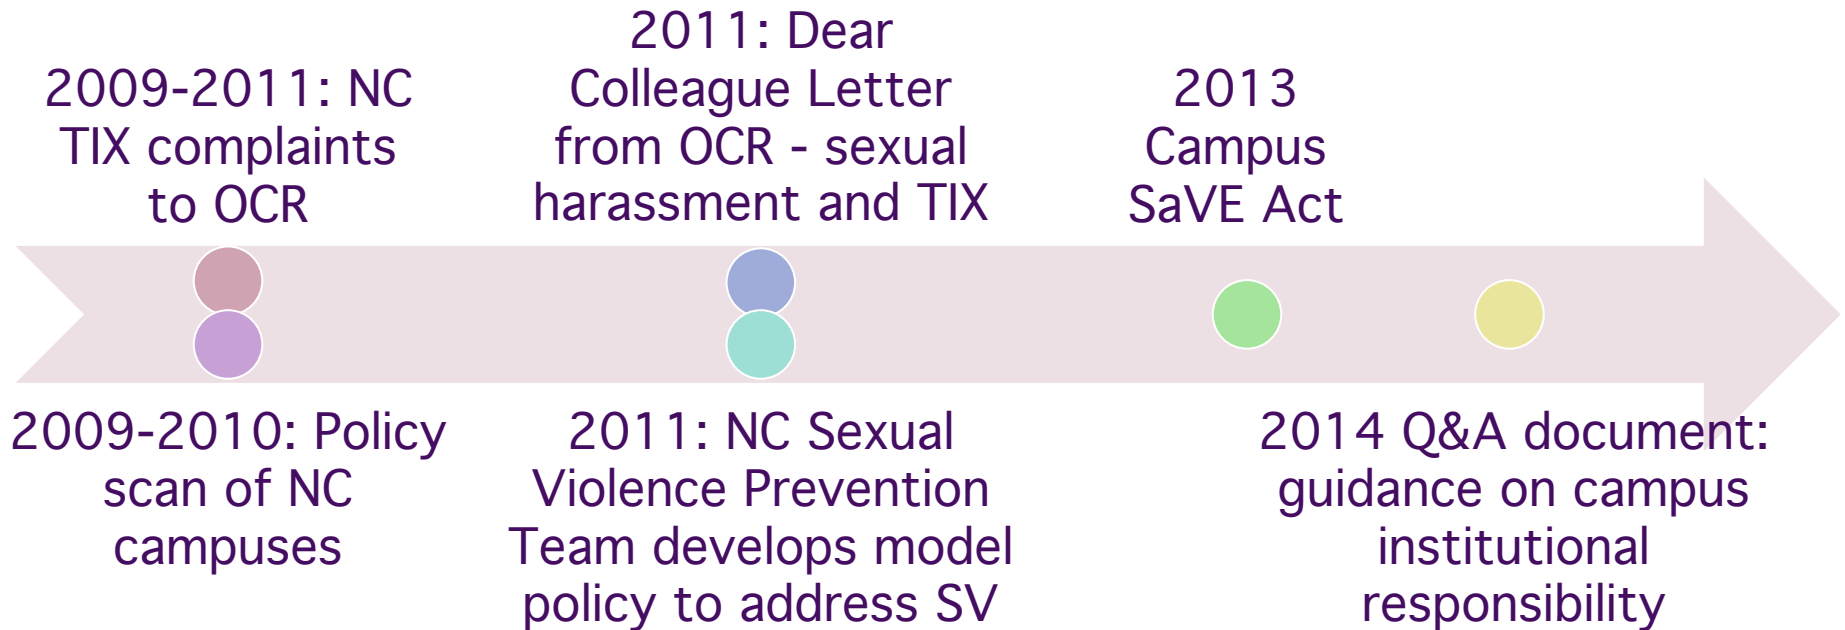 2009-2011: NC
TIX complaints
to OCR
2011: Dear
Colleague Letter
from OCR - sexual
harassment and TIX
2013
Campus
SaVE Act
2009-2010: Policy
scan of NC
campuses
2011: NC Sexual
Violence Prevention
Team develops model
policy to address SV
2014 Q&A document:
guidance on campus
institutional
responsibility